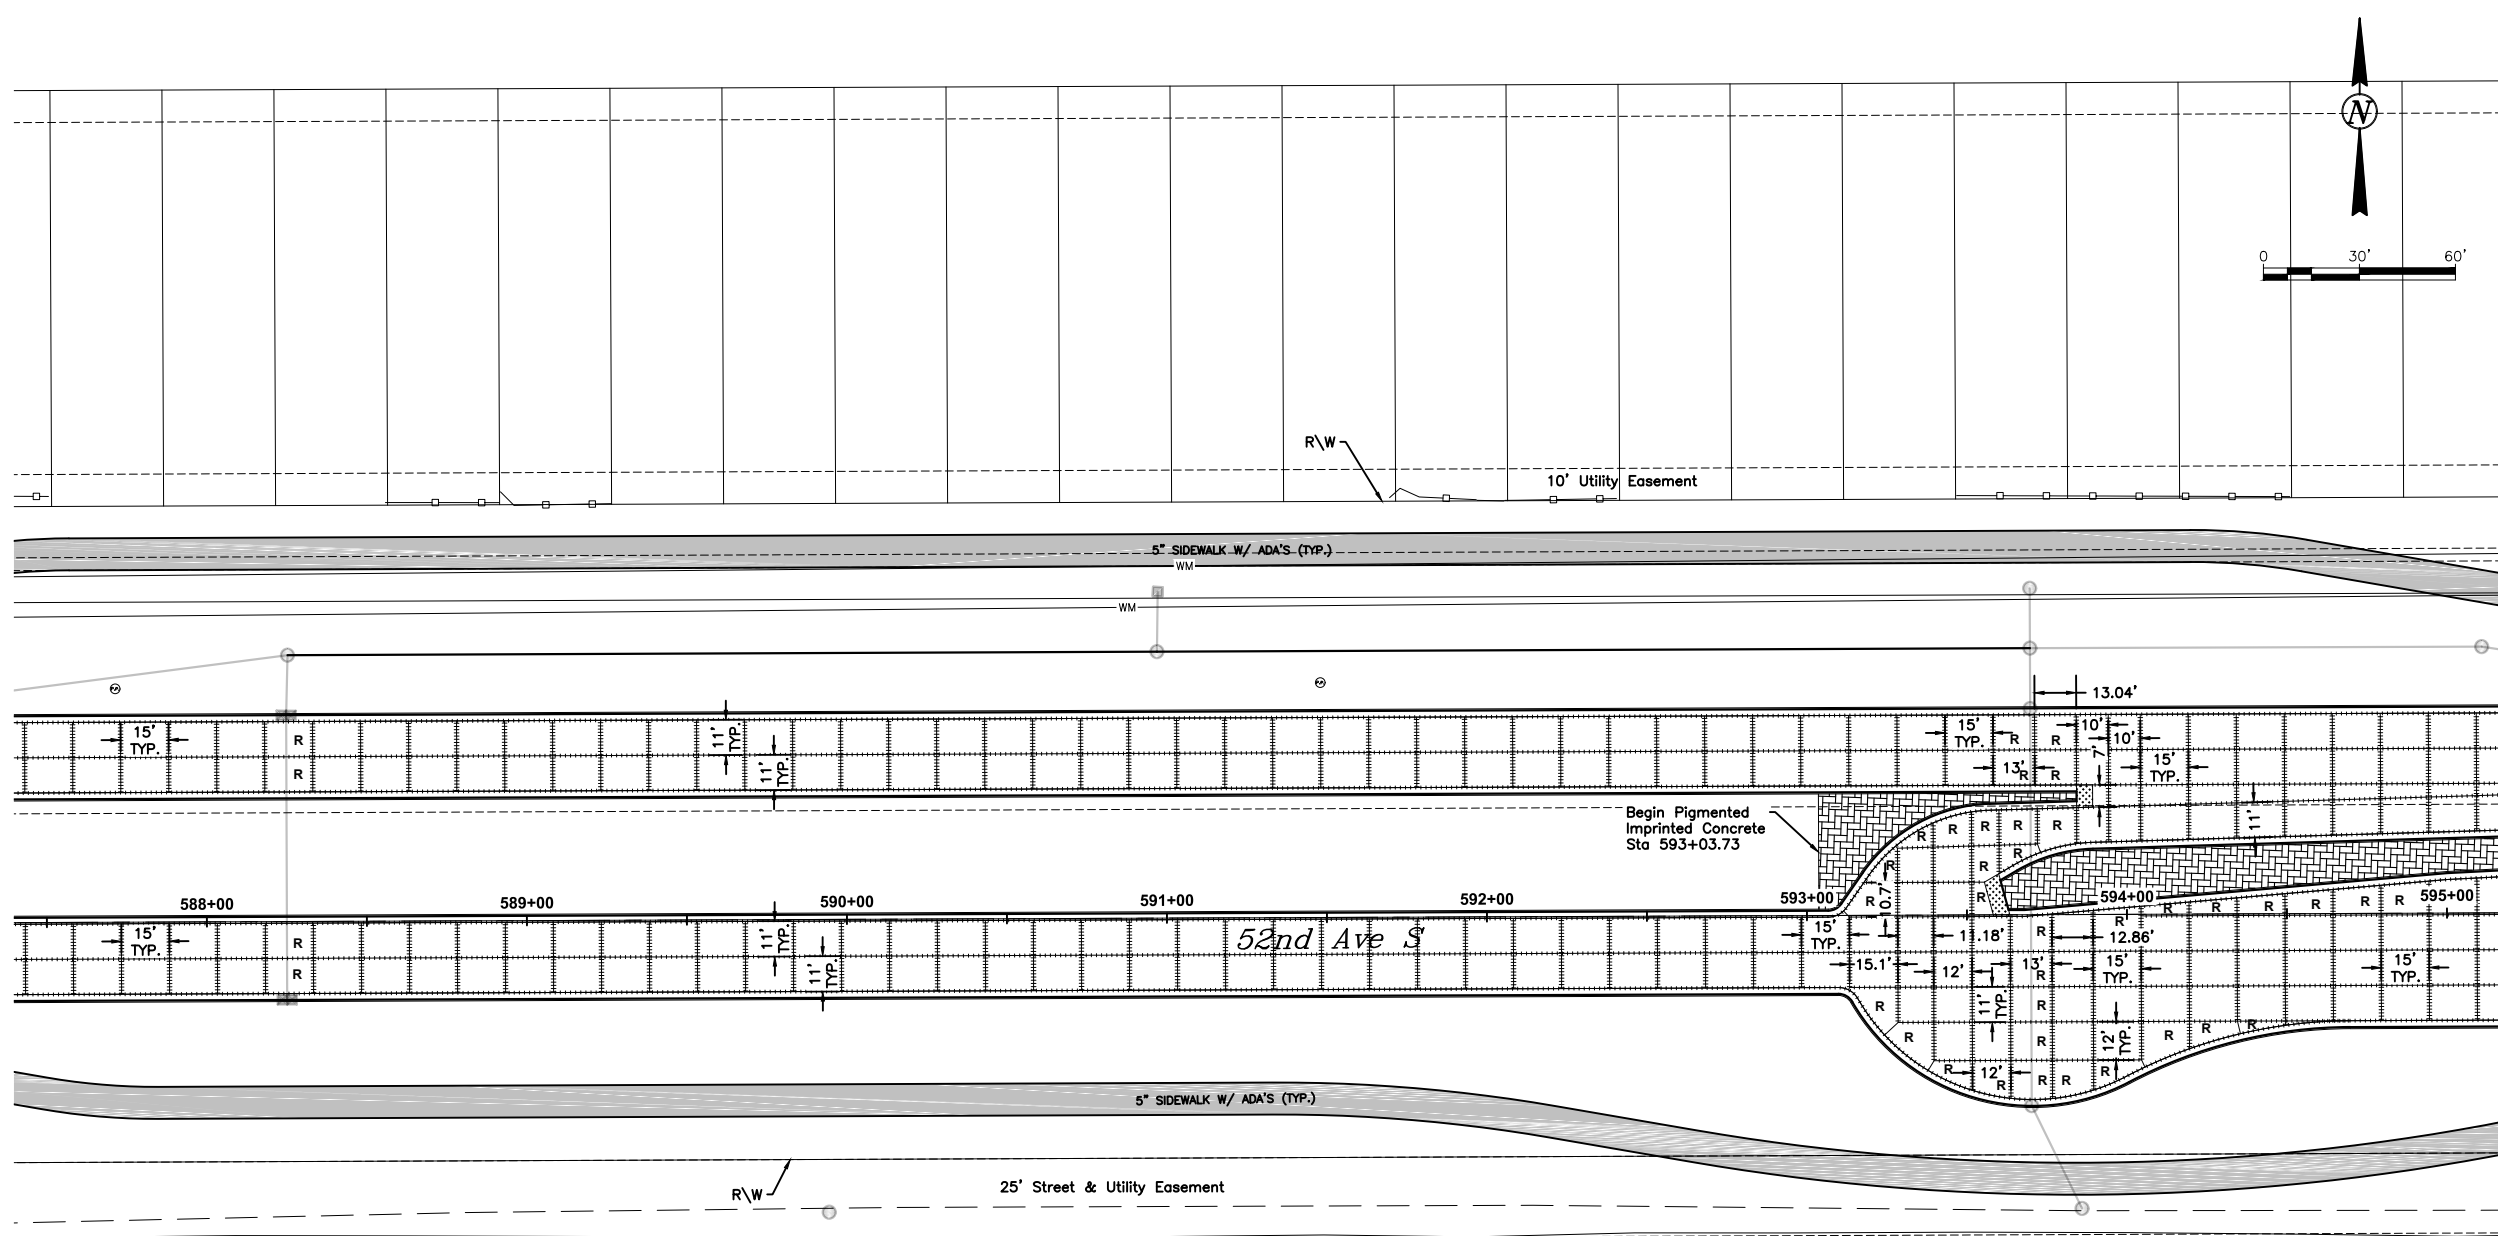 N
0 30' 60'
R\W
10' Utility Easement
5" SIDEWALK W/ ADA'S (TYP.)
WM
WM
13.04'
15'
TYP.
R
R
11'
TYP.
11'
TYP.
15'
TYP.
R
R
13'
R
R
10'
10'
7'
15'
TYP.
11'
Begin Pigmented
Imprinted Concrete
Sta 593+03.73
R
R
R
R
R
R
R
R
R
R
10.7'
588+00
589+00
590+00
591+00
592+00
593+00
594+00
595+00
R
R
R
R
R
R
R
15'
TYP.
R
R
11'
TYP.
11'
TYP.
52nd Ave S
15'
TYP.
11.18'
R
12.86'
15.1'
12'
13'
R
15'
TYP.
15'
TYP.
R
R
11'
TYP.
R
R
12'
TYP.
R
R
R
R
12'
R
R
R
R
5" SIDEWALK W/ ADA'S (TYP.)
R\W
25' Street & Utility Easement